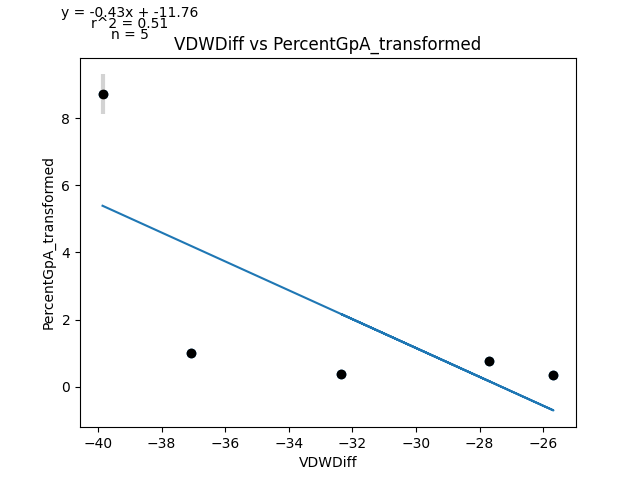 y = -0.43x + -11.76
r^2 = 0.51
n = 5
VDWDiff vs PercentGpA_transformed
PercentGpA_transformed
8
6
4
2
0
−40
−38
−36
−34
−32
−30
−28
−26
VDWDiff